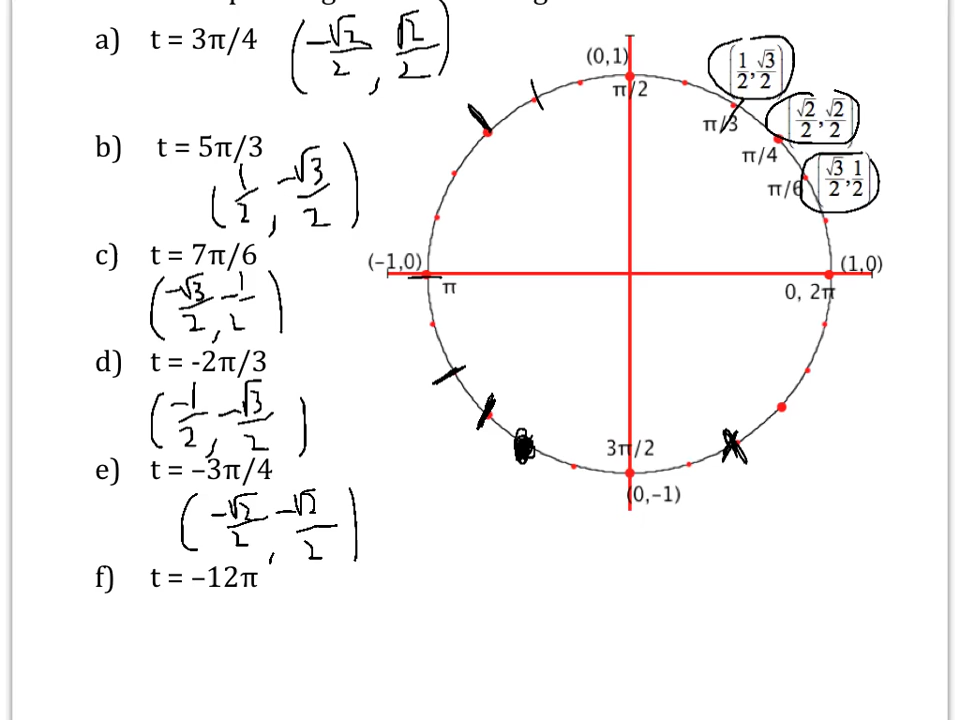 a) t = 3π/4 (-√2/2, √2/2)
b) t = 5π/3
(1/2, -√3/2)
c) t = 7π/6
(-√3/2, -1/2)
d) t = -2π/3
(-1/2, -√3/2)
e) t = −3π/4
(-√2/2, -√2/2)
f) t = −12π
(0,1)
π/2
(1/2, √3/2)
π/3
(√2/2, √2/2)
π/4
(√3/2, 1/2)
π/6
(−1,0)
π
(1,0)
0, 2π
3π/2
(0,−1)